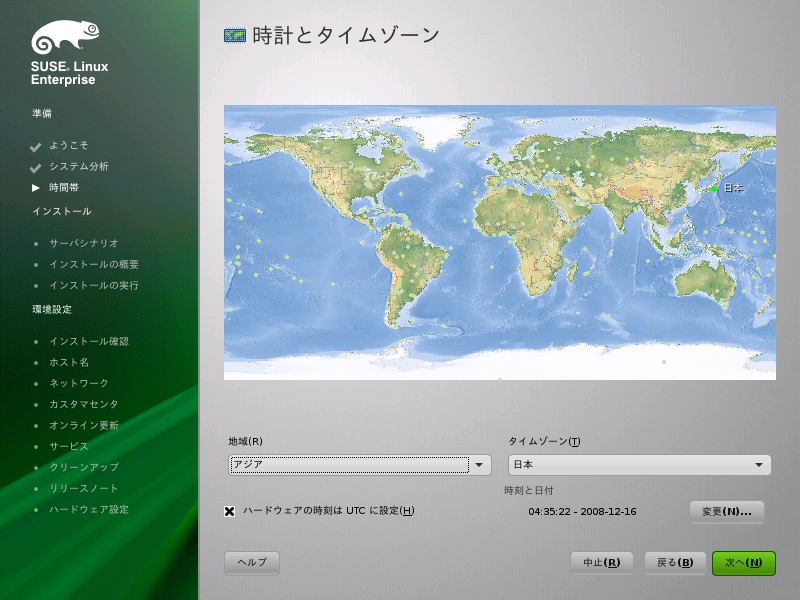 SUSE® Linux
Enterprise
準備
ようこそ
システム分析
時間帯
インストール
サーバシナリオ
インストールの概要
インストールの実行
環境設定
インストール確認
ホスト名
ネットワーク
カスタマセンタ
オンライン更新
サービス
クリーンアップ
リリースノート
ハードウェア設定
時計とタイムゾーン
日本
地域(R)
タイムゾーン(T)
アジア
日本
時刻と日付
ハードウェアの時刻は UTC に設定(H)
04:35:22 - 2008-12-16
変更(N)...
ヘルプ
中止(R)
戻る(B)
次へ(N)